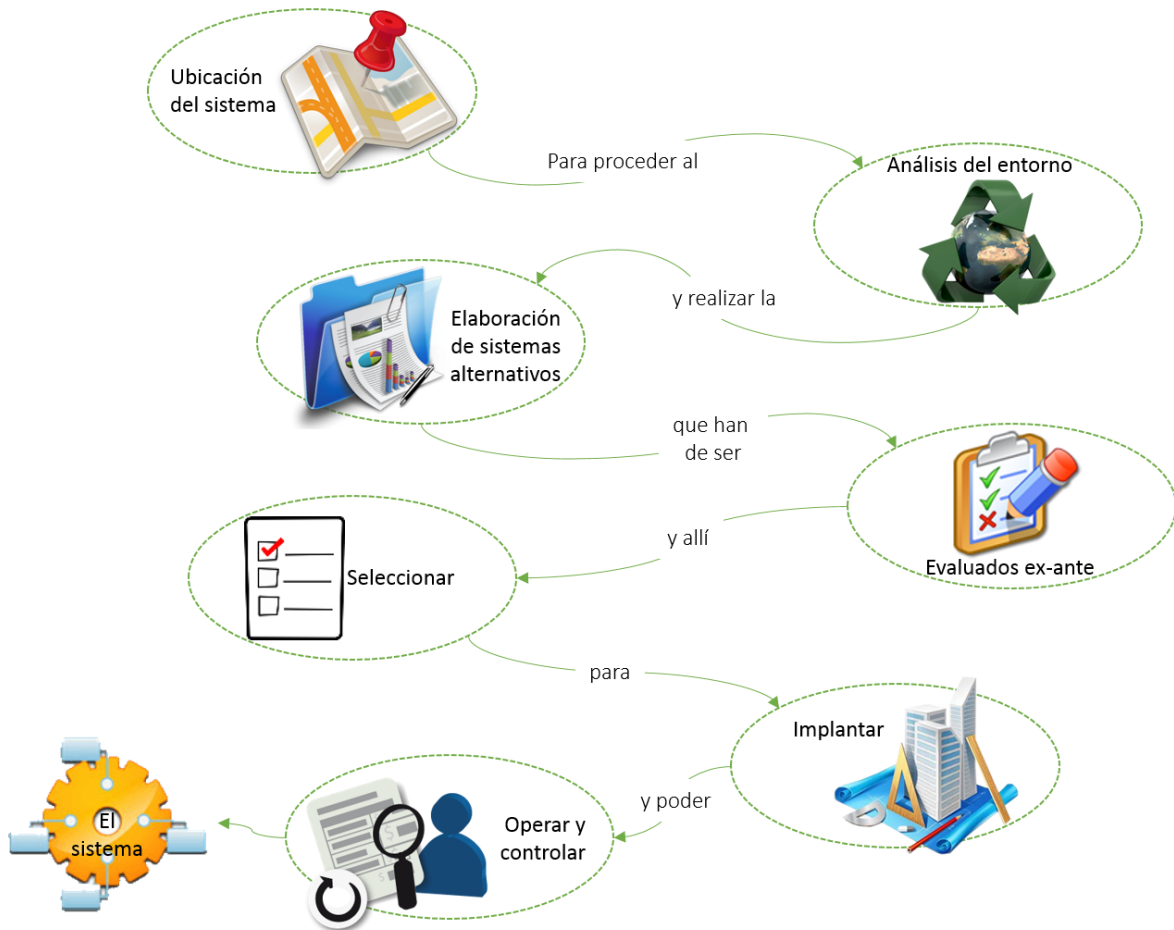 Ubicación
del sistema
Para proceder al
Análisis del entorno
y realizar la
Elaboración
de sistemas
alternativos
que han
de ser
Evaluados ex-ante
y allí
Seleccionar
para
Implantar
y poder
Operar y
controlar
El
sistema